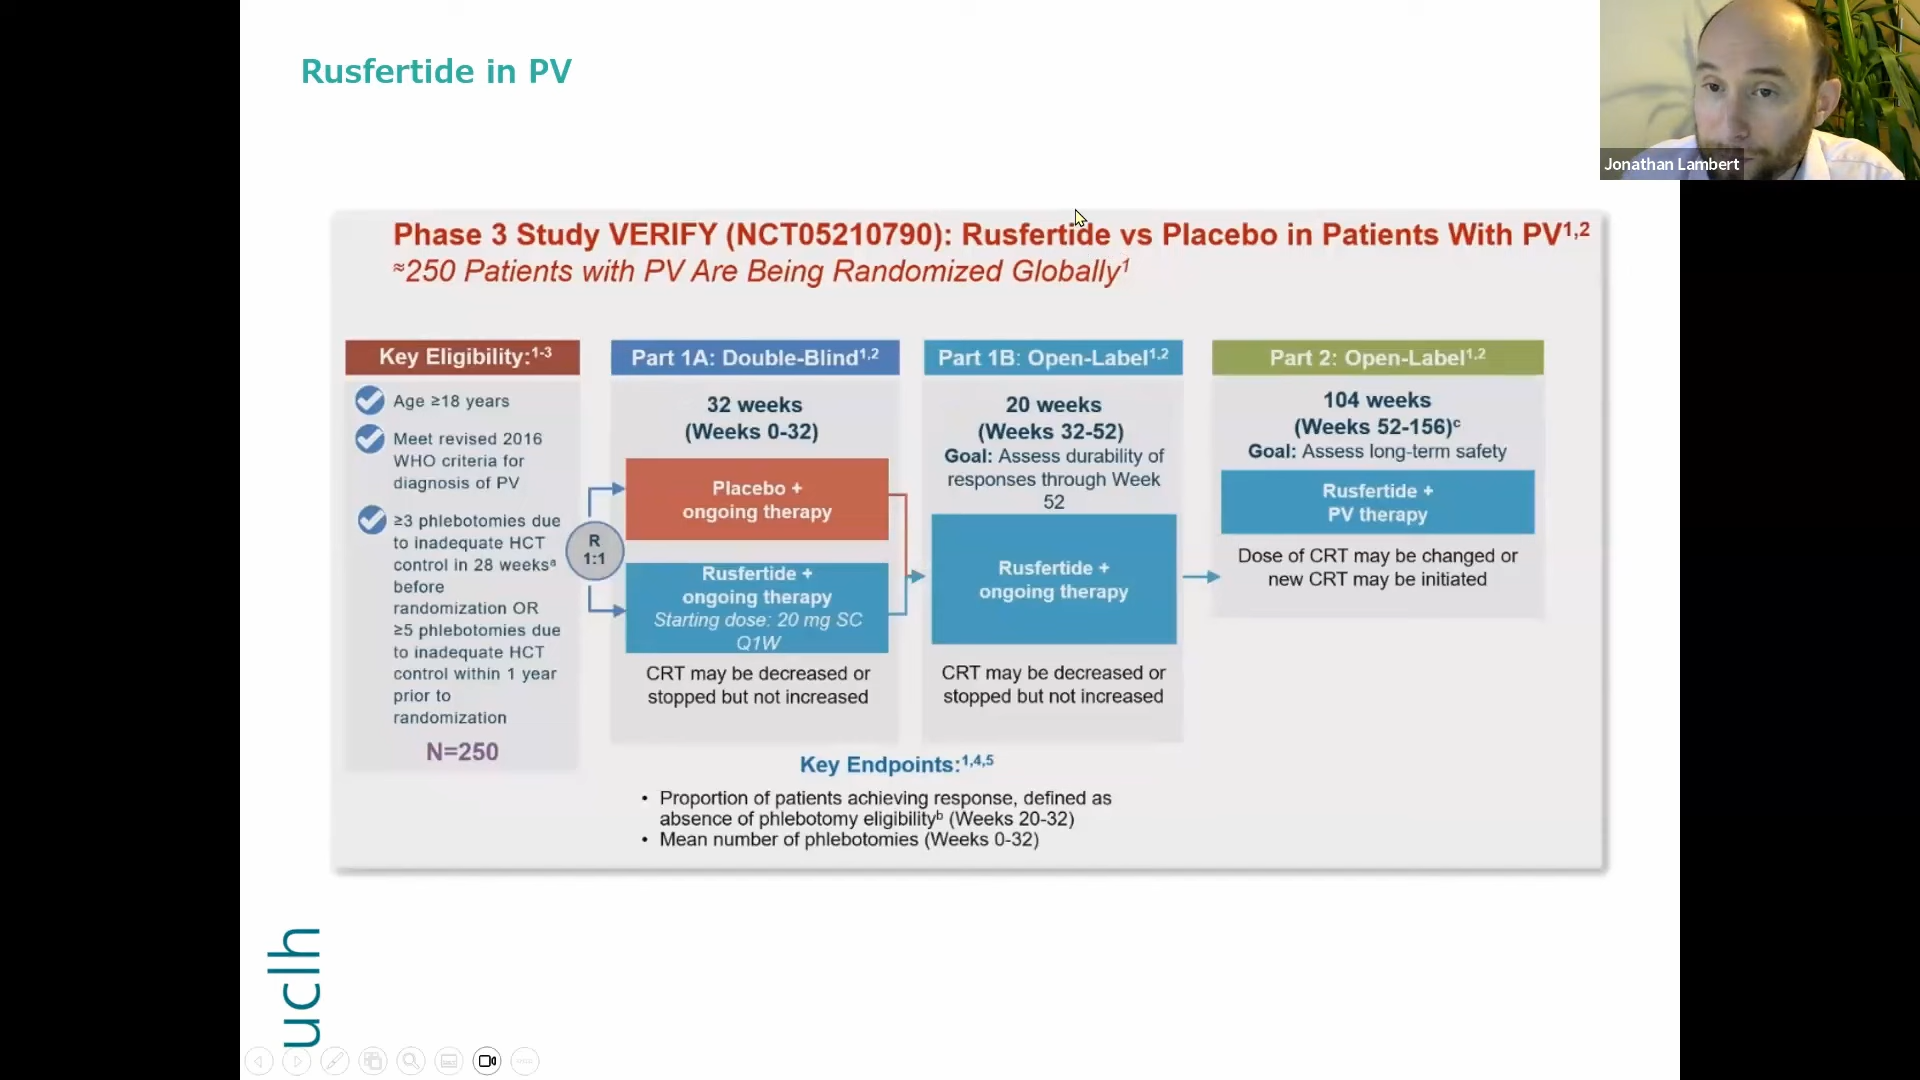 Rusfertide in PV
Jonathan Lambert
Phase 3 Study VERIFY (NCT05210790): Rusfertide vs Placebo in Patients With PV¹,²
≈250 Patients with PV Are Being Randomized Globally¹
Key Eligibility:¹⁻³
Age ≥18 years
Meet revised 2016
WHO criteria for
diagnosis of PV
≥3 phlebotomies due
to inadequate HCT
control in 28 weeksᵃ
before
randomization OR
≥5 phlebotomies due
to inadequate HCT
control within 1 year
prior to
randomization
N=250
R
1:1
Part 1A: Double-Blind¹,²
32 weeks
(Weeks 0-32)
Placebo +
ongoing therapy
Rusfertide +
ongoing therapy
Starting dose: 20 mg SC
Q1W
CRT may be decreased or
stopped but not increased
Part 1B: Open-Label¹,²
20 weeks
(Weeks 32-52)
Goal: Assess durability of
responses through Week
52
Rusfertide +
ongoing therapy
CRT may be decreased or
stopped but not increased
Part 2: Open-Label¹,²
104 weeks
(Weeks 52-156)ᶜ
Goal: Assess long-term safety
Rusfertide +
PV therapy
Dose of CRT may be changed or
new CRT may be initiated
Key Endpoints:¹,⁴,⁵
• Proportion of patients achieving response, defined as
absence of phlebotomy eligibilityᵇ (Weeks 20-32)
• Mean number of phlebotomies (Weeks 0-32)
uclh